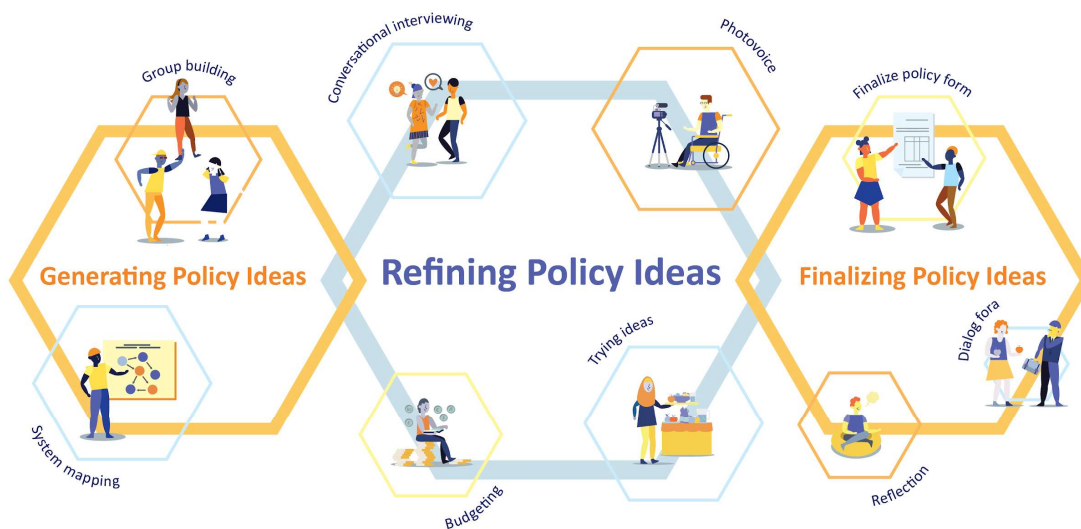 Group building
Generating Policy Ideas
System mapping
Conversational interviewing
Photovoice
Refining Policy Ideas
Budgeting
Trying ideas
Finalize policy form
Finalizing Policy Ideas
Dialog fora
Reflection